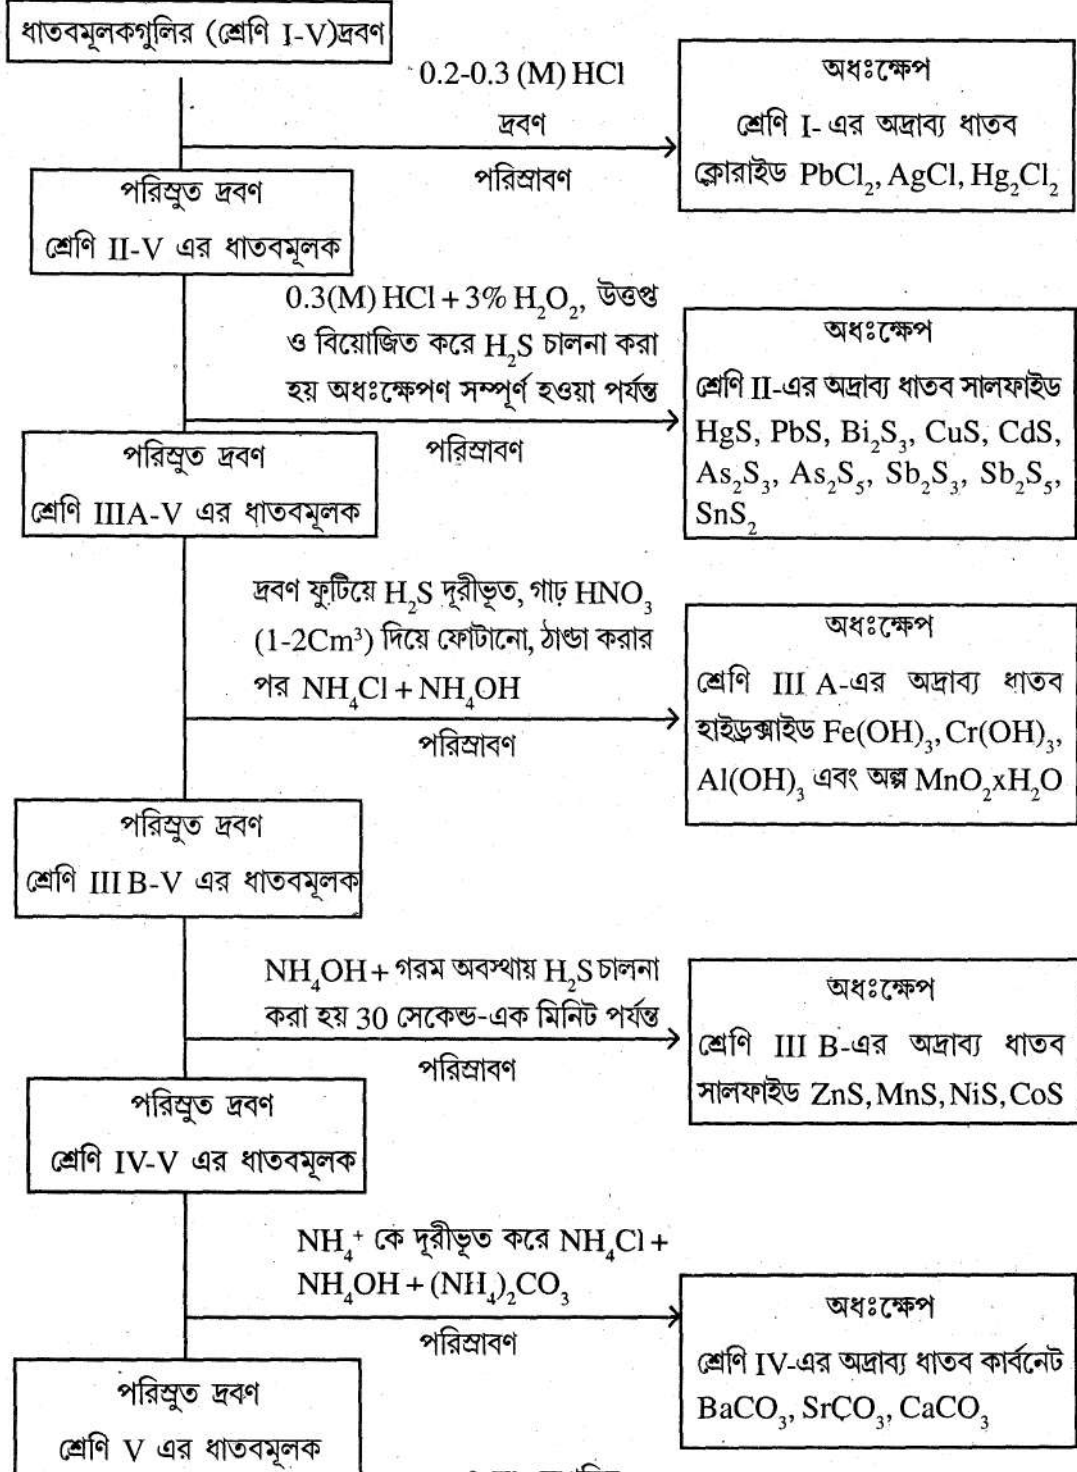 ধাতবমূলকগুলির (শ্রেণি I-V)দ্রবণ
0.2-0.3 (M) HCl
দ্রবণ
পরিস্রাবণ
অধঃক্ষেপ
শ্রেণি I- এর অদ্রাব্য ধাতব
ক্লোরাইড PbCl₂, AgCl, Hg₂Cl₂
পরিস্রুত দ্রবণ
শ্রেণি II-V এর ধাতবমূলক
0.3(M) HCl + 3% H₂O₂, উত্তপ্ত
ও বিয়োজিত করে H₂S চালনা করা
হয় অধঃক্ষেপণ সম্পূর্ণ হওয়া পর্যন্ত
পরিস্রাবণ
অধঃক্ষেপ
শ্রেণি II-এর অদ্রাব্য ধাতব সালফাইড
HgS, PbS, Bi₂S₃, CuS, CdS,
As₂S₃, As₂S₅, Sb₂S₃, Sb₂S₅,
SnS₂
পরিস্রুত দ্রবণ
শ্রেণি IIIA-V এর ধাতবমূলক
দ্রবণ ফুটিয়ে H₂S দূরীভূত, গাঢ় HNO₃
(1-2Cm³) দিয়ে ফোটানো, ঠাণ্ডা করার
পর NH₄Cl + NH₄OH
পরিস্রাবণ
অধঃক্ষেপ
শ্রেণি III A-এর অদ্রাব্য ধাতব
হাইড্রক্সাইড Fe(OH)₃, Cr(OH)₃,
Al(OH)₃ এবং অল্প MnO₂xH₂O
পরিস্রুত দ্রবণ
শ্রেণি III B-V এর ধাতবমূলক
NH₄OH + গরম অবস্থায় H₂S চালনা
করা হয় 30 সেকেন্ড-এক মিনিট পর্যন্ত
পরিস্রাবণ
অধঃক্ষেপ
শ্রেণি III B-এর অদ্রাব্য ধাতব
সালফাইড ZnS, MnS, NiS, CoS
পরিস্রুত দ্রবণ
শ্রেণি IV-V এর ধাতবমূলক
NH₄⁺ কে দূরীভূত করে NH₄Cl +
NH₄OH + (NH₄)₂CO₃
পরিস্রাবণ
অধঃক্ষেপ
শ্রেণি IV-এর অদ্রাব্য ধাতব কার্বনেট
BaCO₃, SrCO₃, CaCO₃
পরিস্রুত দ্রবণ
শ্রেণি V এর ধাতবমূলক